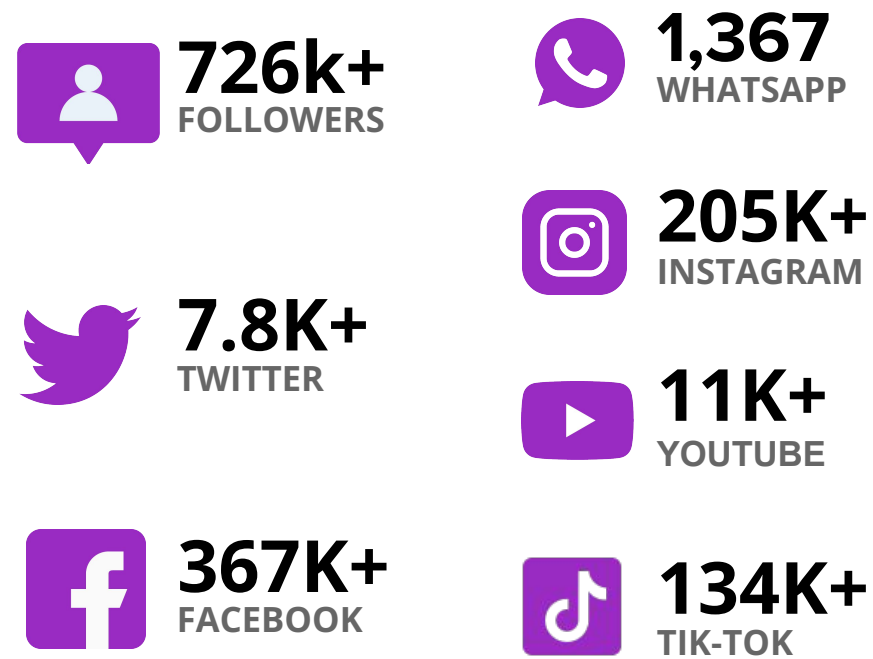 726k+
FOLLOWERS
7.8K+
TWITTER
367K+
FACEBOOK
1,367
WHATSAPP
205K+
INSTAGRAM
11K+
YOUTUBE
134K+
TIK-TOK